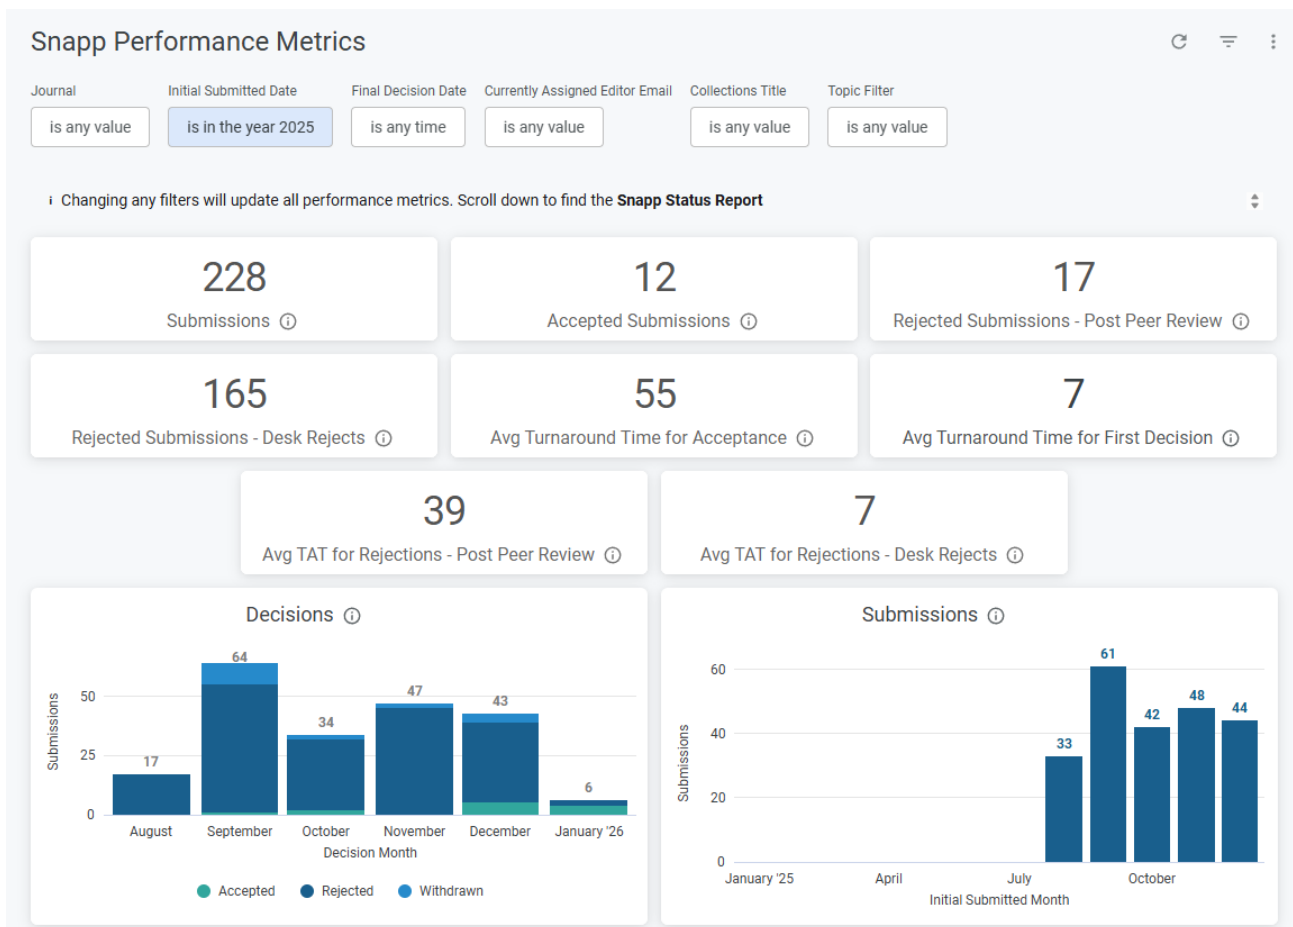 Snapp Performance Metrics
Journal Initial Submitted Date Final Decision Date Currently Assigned Editor Email Collections Title Topic Filter
is any value is in the year 2025 is any time is any value is any value is any value
i Changing any filters will update all performance metrics. Scroll down to find the Snapp Status Report
228 12 17
Submissions Accepted Submissions Rejected Submissions - Post Peer Review
165 55 7
Rejected Submissions - Desk Rejects Avg Turnaround Time for Acceptance Avg Turnaround Time for First Decision
39 7
Avg TAT for Rejections - Post Peer Review Avg TAT for Rejections - Desk Rejects
Decisions
64
50
47
43
34
25
17
6
0
Submissions
August September October November December January '26
Decision Month
Accepted Rejected Withdrawn
Submissions
61
60
48
44
42
40
33
20
0
Submissions
January '25 April July October
Initial Submitted Month